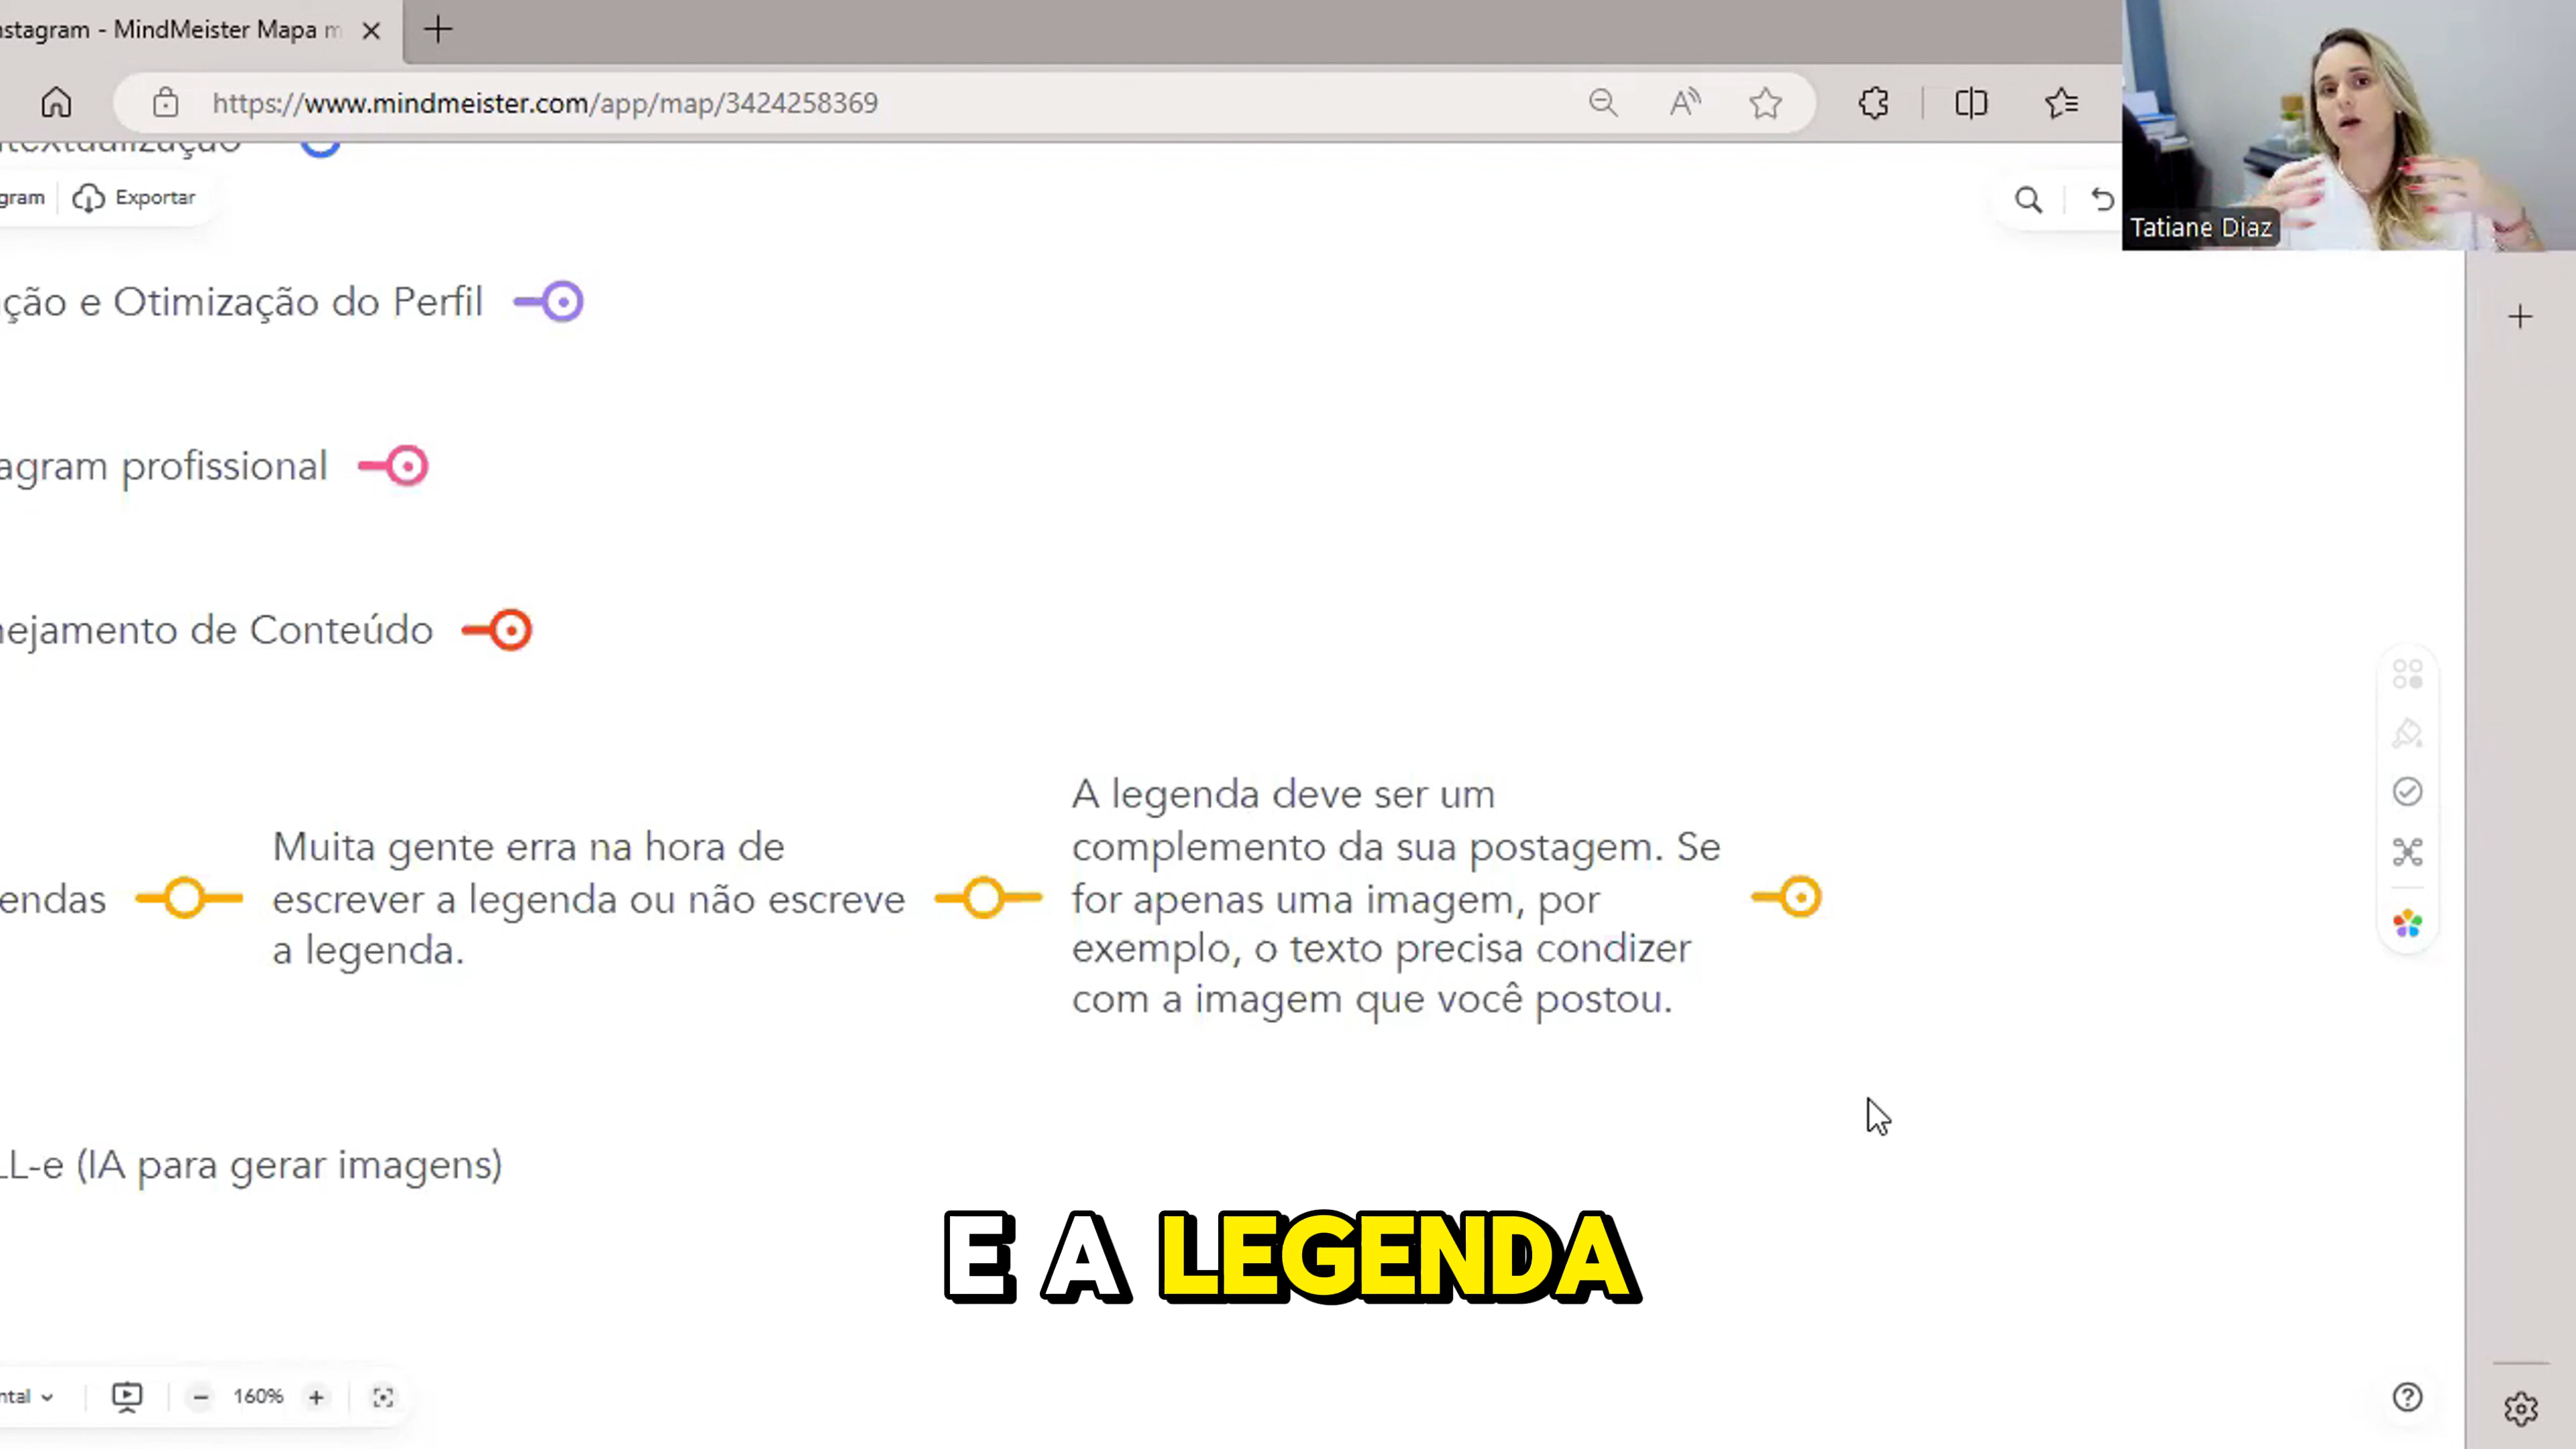 nstagram - MindMeister Mapa m
https://www.mindmeister.com/app/map/3424258369
Tatiane Diaz
gram
Exportar
ção e Otimização do Perfil
agram profissional
nejamento de Conteúdo
endas
Muita gente erra na hora de
escrever a legenda ou não escreve
a legenda.
A legenda deve ser um
complemento da sua postagem. Se
for apenas uma imagem, por
exemplo, o texto precisa condizer
com a imagem que você postou.
LL-e (IA para gerar imagens)
E A LEGENDA
ntal
160%